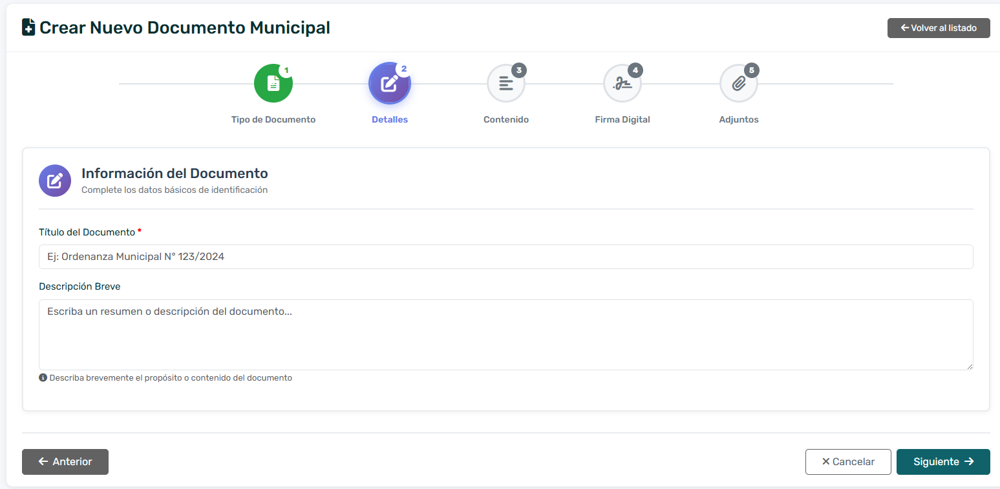 Crear Nuevo Documento Municipal
Volver al listado
1
2
3
4
5
Tipo de Documento
Detalles
Contenido
Firma Digital
Adjuntos
Información del Documento
Complete los datos básicos de identificación
Título del Documento *
Ej: Ordenanza Municipal N° 123/2024
Descripción Breve
Escriba un resumen o descripción del documento...
Describa brevemente el propósito o contenido del documento
Anterior
Cancelar
Siguiente